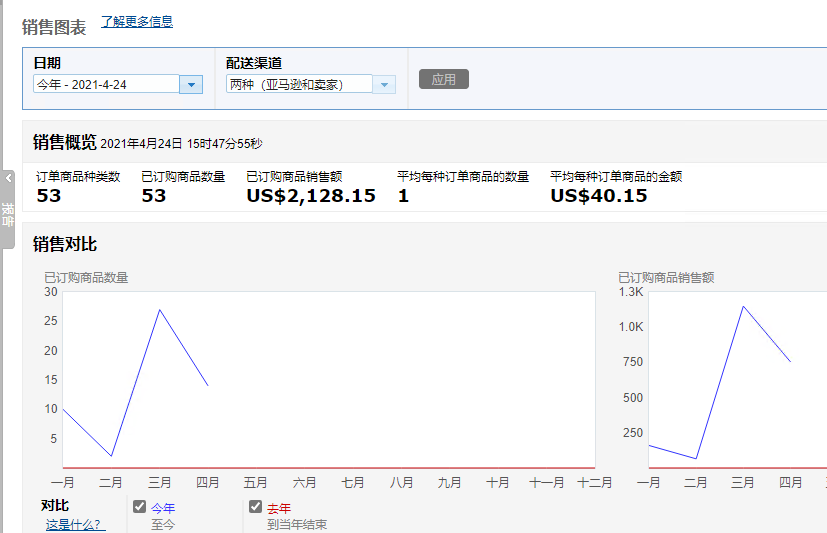 销售图表 了解更多信息
日期 配送渠道
今年 - 2021-4-24 两种（亚马逊和卖家） 应用
销售概览 2021年4月24日 15时47分55秒
订单商品种类数 已订购商品数量 已订购商品销售额 平均每种订单商品的数量 平均每种订单商品的金额
53 53 US$2,128.15 1 US$40.15
报告
销售对比
已订购商品数量 已订购商品销售额
30 1.3K
25 1.0K
20 750
15 500
10 250
5
一月 二月 三月 四月 五月 六月 七月 八月 九月 十月 十一月 十二月 一月 二月 三月 四月
对比 今年 去年
这是什么? 至今 到当年结束